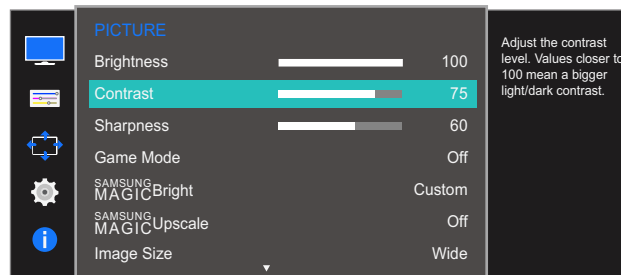 PICTURE
Brightness 100
Contrast 75
Sharpness 60
Game Mode Off
SAMSUNG
MAGICBright Custom
SAMSUNG
MAGICUpscale Off
Image Size Wide
Adjust the contrast
level. Values closer to
100 mean a bigger
light/dark contrast.
i